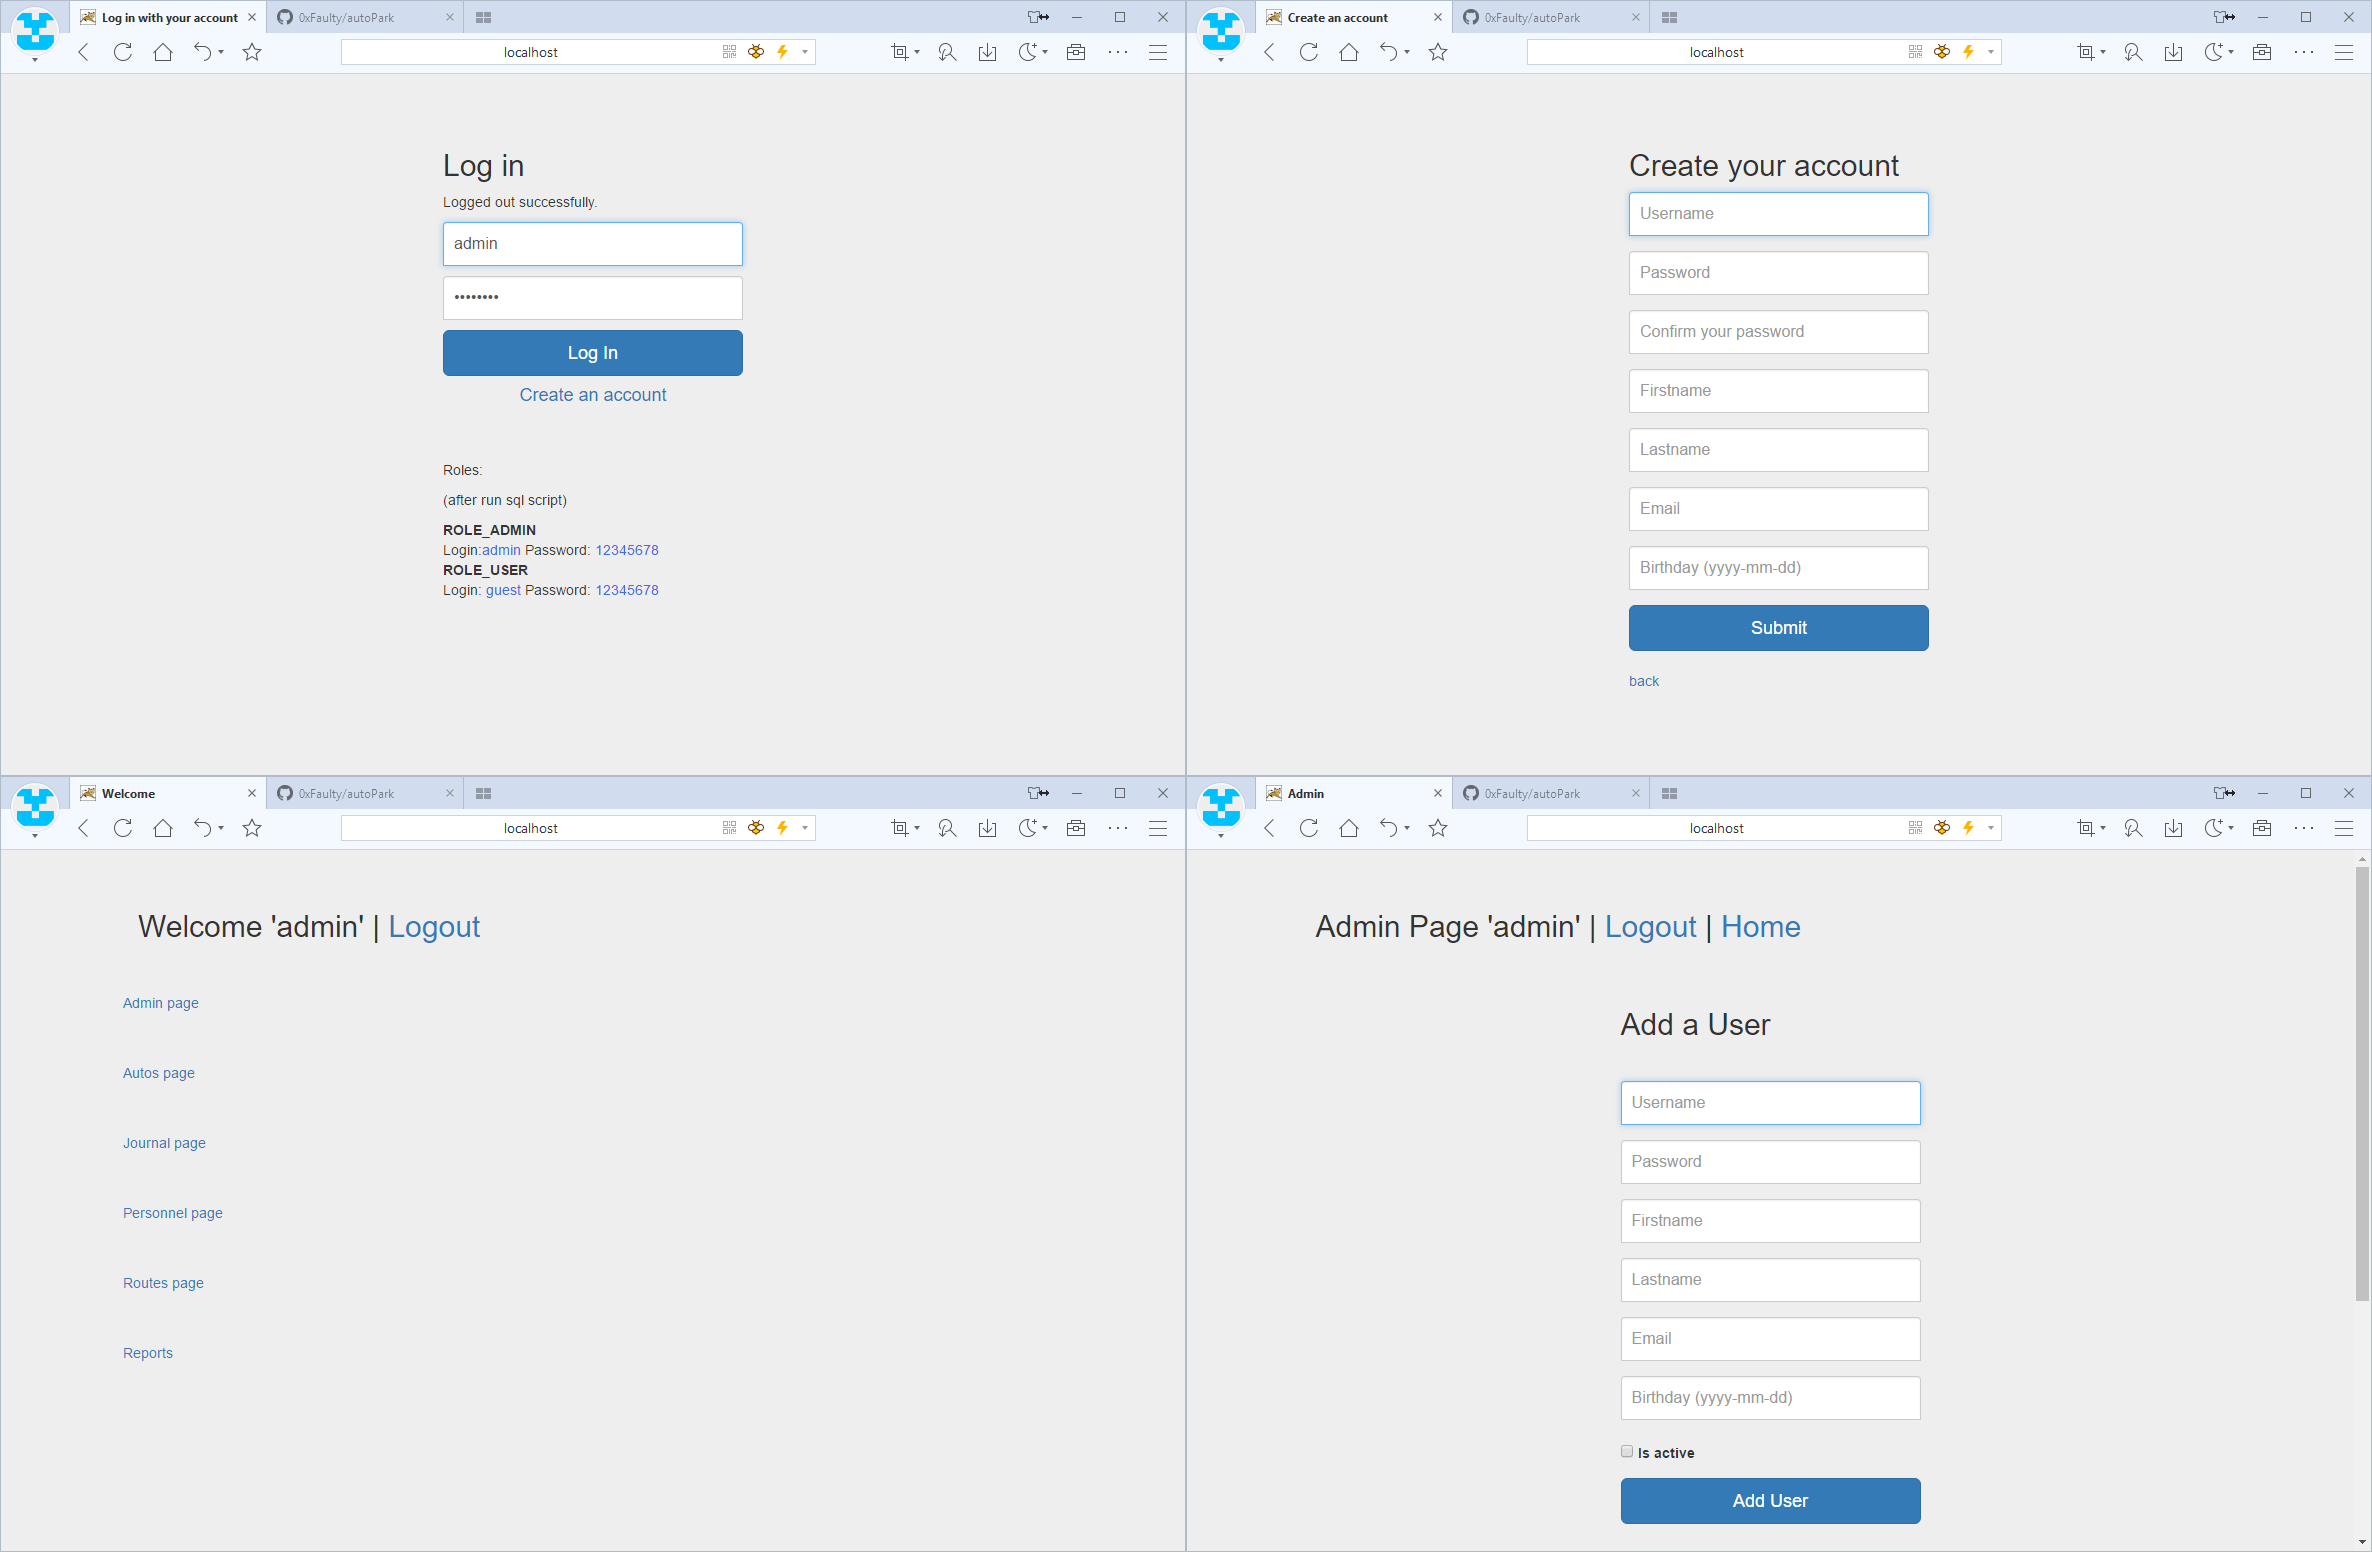 Log in with your account
0xFaulty/autoPark
localhost
Log in
Logged out successfully.
admin
••••••••
Log In
Create an account
Roles:
(after run sql script)
ROLE_ADMIN
Login:admin Password: 12345678
ROLE_USER
Login: guest Password: 12345678
Create an account
0xFaulty/autoPark
localhost
Create your account
Username
Password
Confirm your password
Firstname
Lastname
Email
Birthday (yyyy-mm-dd)
Submit
back
Welcome
0xFaulty/autoPark
localhost
Welcome 'admin' | Logout
Admin page
Autos page
Journal page
Personnel page
Routes page
Reports
Admin
0xFaulty/autoPark
localhost
Admin Page 'admin' | Logout | Home
Add a User
Username
Password
Firstname
Lastname
Email
Birthday (yyyy-mm-dd)
Is active
Add User